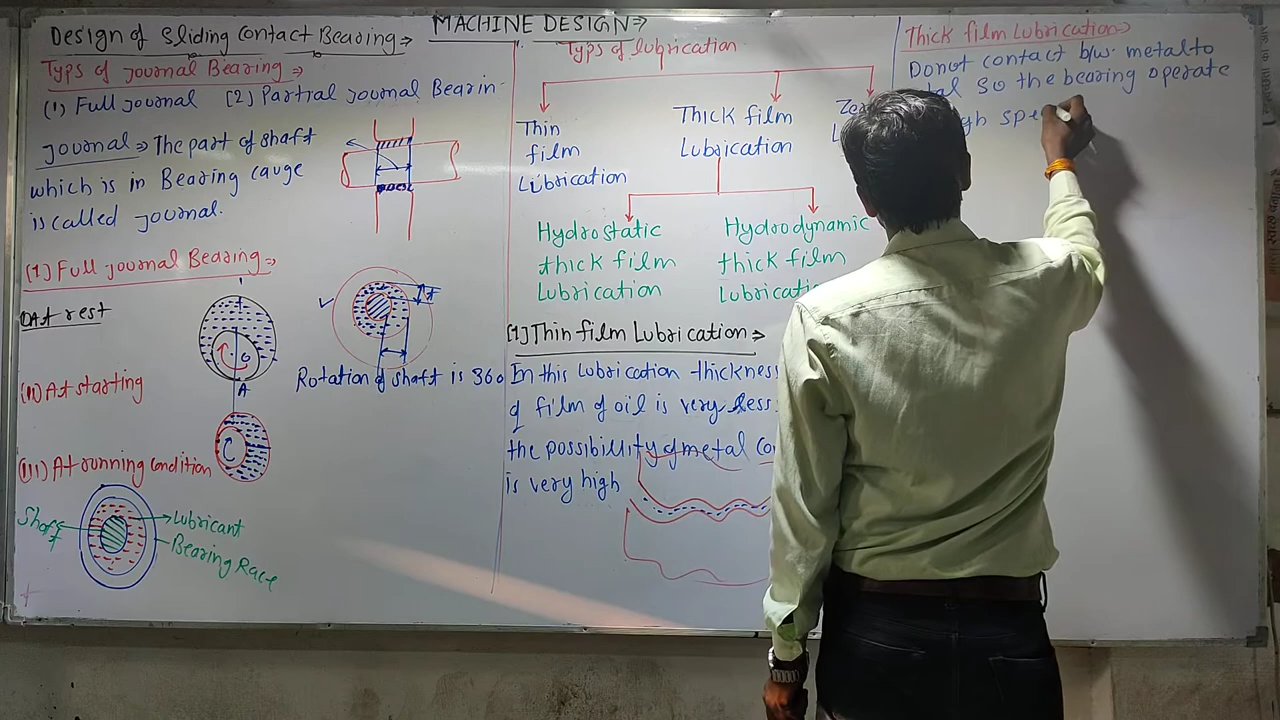 MACHINE DESIGN⇒
Design of Sliding Contact Bearing⇒
Typs of Journal Bearing⇒
(1) Full Journal [2] Partial Journal Bearin
Journal ⇒ The part of shaft
which is in Bearing cauge
is called journal.
(1) Full journal Bearing⇒
(i) At rest
G
A
(ii) At starting
(iii) At running condition
Shaft
Lubricant
Bearing Race
t
Rotation of shaft is 360
Types of lubrication
Thin
film
Lubrication
Thick film
Lubrication
Hydrostatic
thick film
Lubrication
Hydrodynamic
thick film
[1] Thin film Lubrication⇒
In this Lubrication thickness
of film of oil is very less
the possibility of metal
is very high
Thick film Lubrication⇒
Donot contact b/w. metal to
so the bearing operate